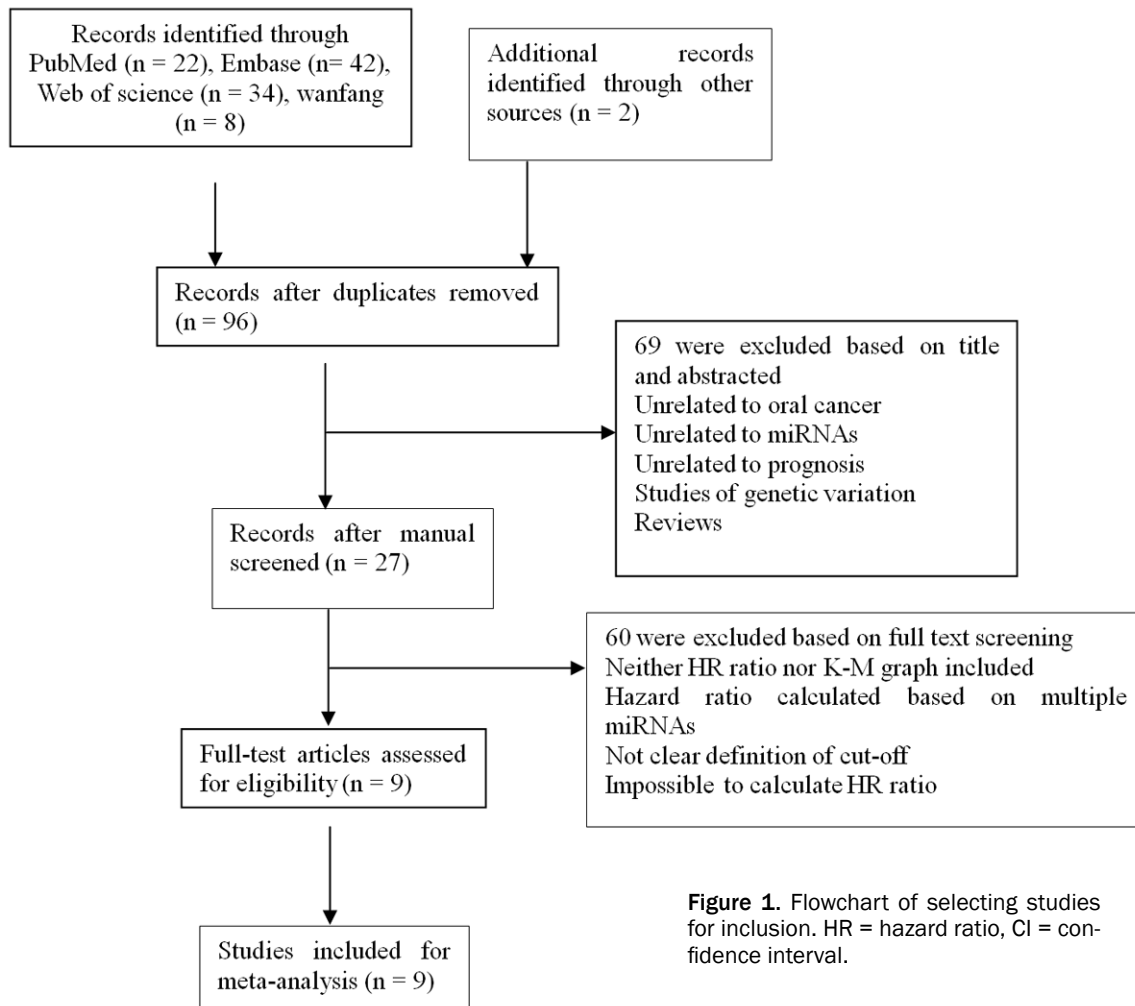 Records identified through
PubMed (n = 22), Embase (n= 42),
Web of science (n = 34), wanfang
(n = 8)
Additional records
identified through other
sources (n = 2)
Records after duplicates removed
(n = 96)
69 were excluded based on title
and abstracted
Unrelated to oral cancer
Unrelated to miRNAs
Unrelated to prognosis
Studies of genetic variation
Reviews
Records after manual
screened (n = 27)
60 were excluded based on full text screening
Neither HR ratio nor K-M graph included
Hazard ratio calculated based on multiple
miRNAs
Not clear definition of cut-off
Impossible to calculate HR ratio
Full-test articles assessed
for eligibility (n = 9)
Studies included for
meta-analysis (n = 9)
Figure 1. Flowchart of selecting studies
for inclusion. HR = hazard ratio, CI = con-
fidence interval.